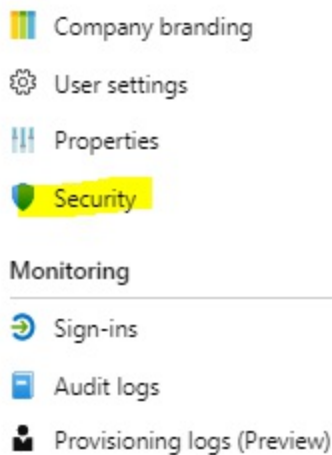 Company branding
User settings
Properties
Security
Monitoring
Sign-ins
Audit logs
Provisioning logs (Preview)